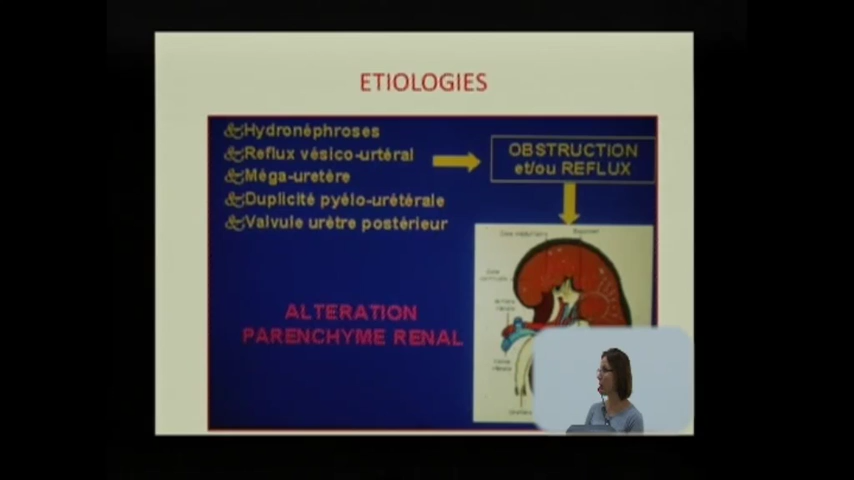 ETIOLOGIES
Hydronéphroses
Reflux vésico-urtéral
Méga-uretère
Duplicité pyélo-urétérale
Valvule urètre postérieur
OBSTRUCTION
et/ou REFLUX
ALTERATION
PARENCHYME RENAL